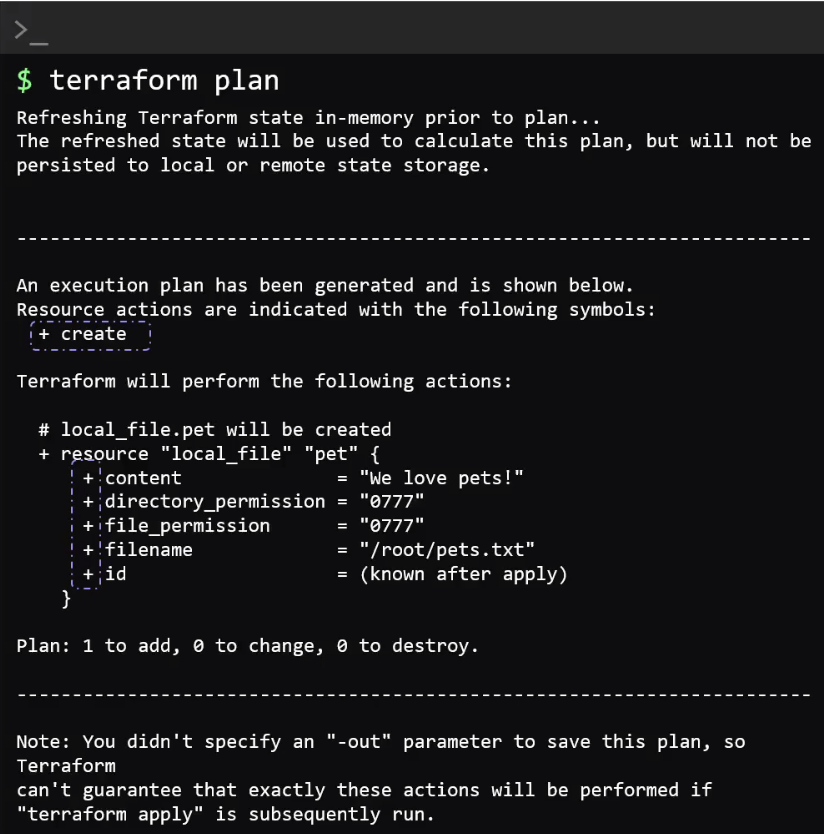 >_
$ terraform plan
Refreshing Terraform state in-memory prior to plan...
The refreshed state will be used to calculate this plan, but will not be
persisted to local or remote state storage.
------------------------------------------------------------------------
An execution plan has been generated and is shown below.
Resource actions are indicated with the following symbols:
  + create
Terraform will perform the following actions:
  # local_file.pet will be created
  + resource "local_file" "pet" {
      + content              = "We love pets!"
      + directory_permission = "0777"
      + file_permission      = "0777"
      + filename             = "/root/pets.txt"
      + id                   = (known after apply)
    }
Plan: 1 to add, 0 to change, 0 to destroy.
------------------------------------------------------------------------
Note: You didn't specify an "-out" parameter to save this plan, so
Terraform
can't guarantee that exactly these actions will be performed if
"terraform apply" is subsequently run.